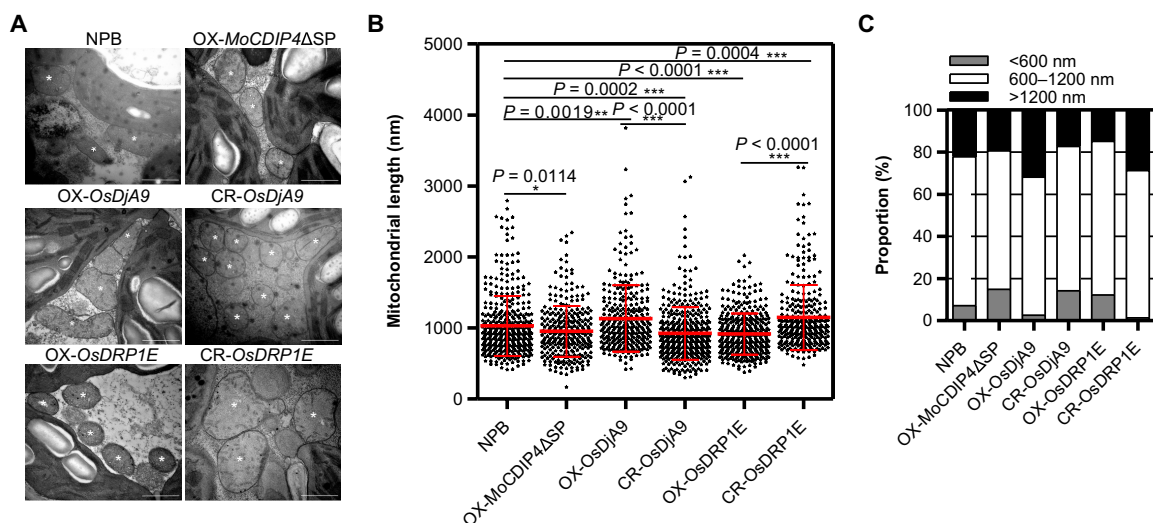 A
NPB
OX-MoCDIP4ΔSP
OX-OsDjA9
CR-OsDjA9
OX-OsDRP1E
CR-OsDRP1E
B
Mitochondrial length (nm)
5000
4000
3000
2000
1000
0
P = 0.0004 ***
P < 0.0001 ***
P = 0.0002 ***
P = 0.0019** P < 0.0001
***
P < 0.0001
***
P = 0.0114
*
NPB
OX-MoCDIP4ΔSP
OX-OsDjA9
CR-OsDjA9
OX-OsDRP1E
CR-OsDRP1E
C
<600 nm
600–1200 nm
>1200 nm
Proportion (%)
100
80
60
40
20
0
NPB
OX-MoCDIP4ΔSP
OX-OsDjA9
CR-OsDjA9
OX-OsDRP1E
CR-OsDRP1E